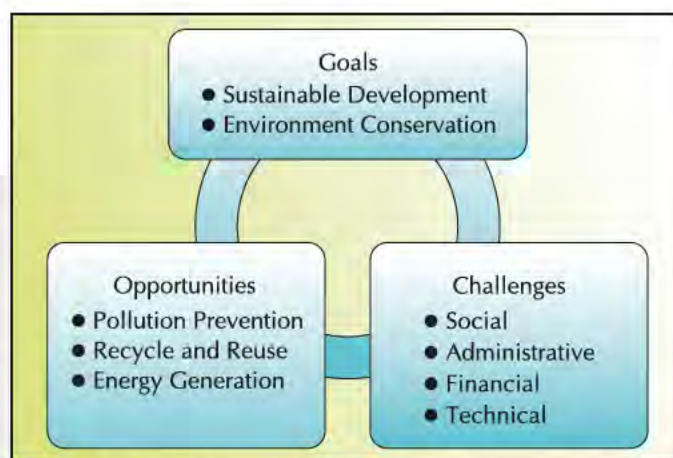 Goals
● Sustainable Development
● Environment Conservation
Opportunities
● Pollution Prevention
● Recycle and Reuse
● Energy Generation
Challenges
● Social
● Administrative
● Financial
● Technical